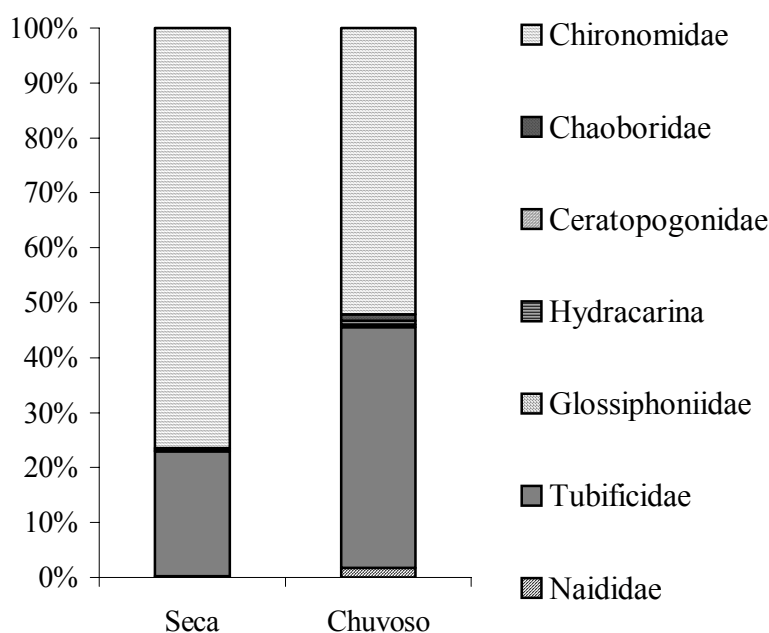 100%
90%
80%
70%
60%
50%
40%
30%
20%
10%
0%
Seca
Chuvoso
Chironomidae
Chaoboridae
Ceratopogonidae
Hydracarina
Glossiphoniidae
Tubificidae
Naididae